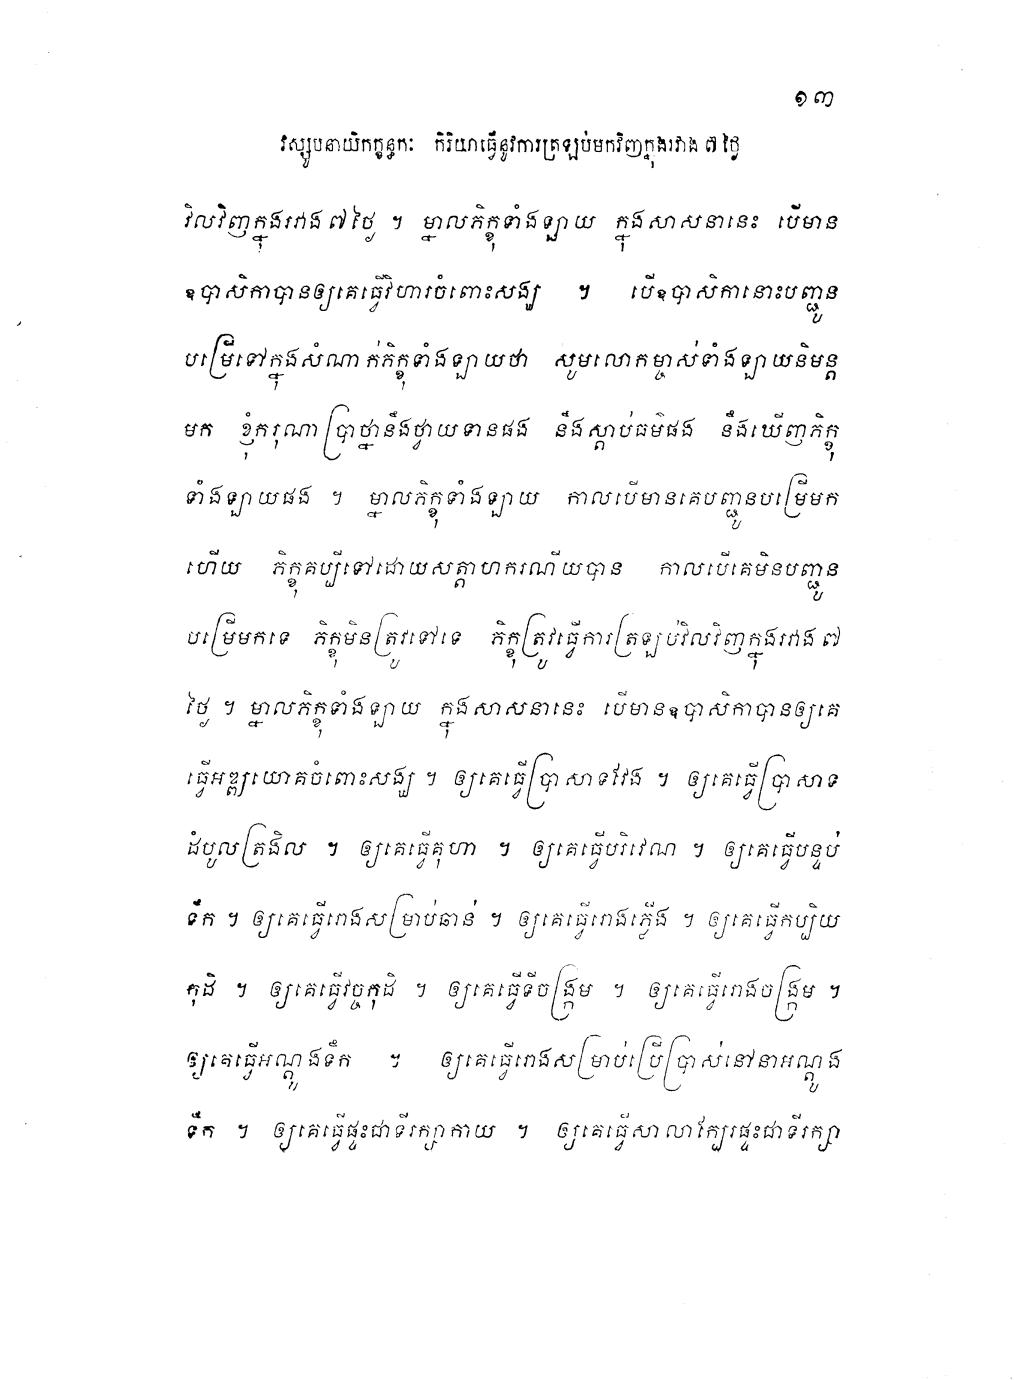 ១៣
វស្សូបនាយិកក្ខន្ធកៈ កិរិយាធ្វើនូវការត្រឡប់មកវិញក្នុងរវាង ៧ ថ្ងៃ
វិលវិញក្នុងរវាង ៧ ថ្ងៃ ។ ម្នាលភិក្ខុទាំងឡាយ ក្នុងសាសនានេះ បើមាន
ឧបាសិកាបានឲ្យគេធ្វើវិហារចំពោះសង្ឃ ។ បើឧបាសិកានោះបញ្ជូន
បម្រើទៅក្នុងសំណាក់ភិក្ខុទាំងឡាយថា សូមលោកម្ចាស់ទាំងឡាយនិមន្ត
មក ខ្ញុំករុណាប្រាថ្នានឹងថ្វាយទានផង នឹងស្តាប់ធម៌ផង នឹងឃើញភិក្ខុ
ទាំងឡាយផង ។ ម្នាលភិក្ខុទាំងឡាយ កាលបើមានគេបញ្ជូនបម្រើមក
ហើយ ភិក្ខុគប្បីទៅដោយសត្តាហករណីយបាន កាលបើគេមិនបញ្ជូន
បម្រើមកទេ ភិក្ខុមិនត្រូវទៅទេ ភិក្ខុត្រូវធ្វើការត្រឡប់វិលវិញក្នុងរវាង ៧
ថ្ងៃ ។ ម្នាលភិក្ខុទាំងឡាយ ក្នុងសាសនានេះ បើមានឧបាសិកាបានឲ្យគេ
ធ្វើអឌ្ឍយោគចំពោះសង្ឃ ។ ឲ្យគេធ្វើប្រាសាទវែង ។ ឲ្យគេធ្វើប្រាសាទ
ដំបូលត្រងិល ។ ឲ្យគេធ្វើគុហា ។ ឲ្យគេធ្វើបរិវេណ ។ ឲ្យគេធ្វើបន្ទប់
ទឹក ។ ឲ្យគេធ្វើរោងសម្រាប់ឆាន់ ។ ឲ្យគេធ្វើរោងភ្លើង ។ ឲ្យគេធ្វើកប្បិយ
កុដិ ។ ឲ្យគេធ្វើវច្ចកុដិ ។ ឲ្យគេធ្វើទីចង្ក្រម ។ ឲ្យគេធ្វើរោងចង្ក្រម ។
ឲ្យគេធ្វើអណ្តូងទឹក ។ ឲ្យគេធ្វើរោងសម្រាប់ប្រើប្រាស់នៅនាអណ្តូង
ទឹក ។ ឲ្យគេធ្វើផ្ទះជាទីរក្សាកាយ ។ ឲ្យគេធ្វើសាលាក្បែរផ្ទះជាទីរក្សា